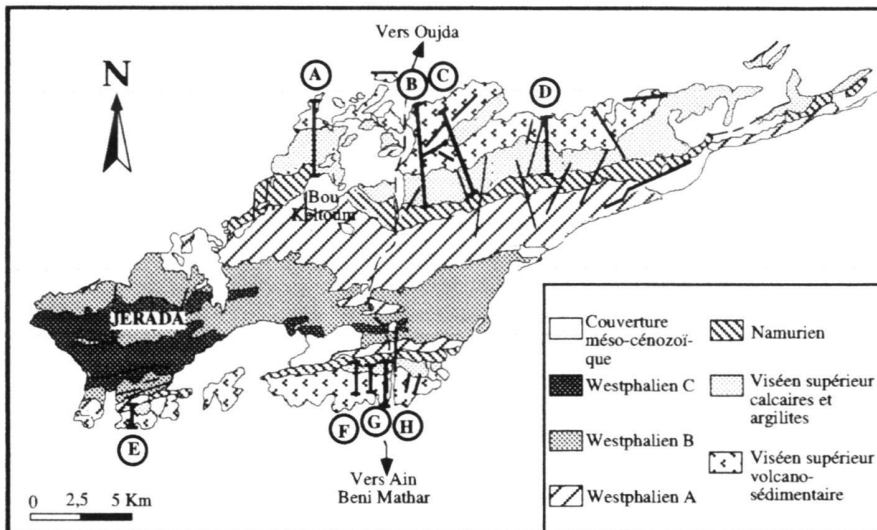 Vers Oujda
N
A
B
C
D
Bou
Keltoum
JERADA
E
F
G
H
Vers Ain
Beni Mathar
0 2,5 5 Km
Couverture
méso-cénozoï-
que
Westphalien C
Westphalien B
Westphalien A
Namurien
Viséen supérieur
calcaires et
argilites
Viséen supérieur
volcano-
sédimentaire